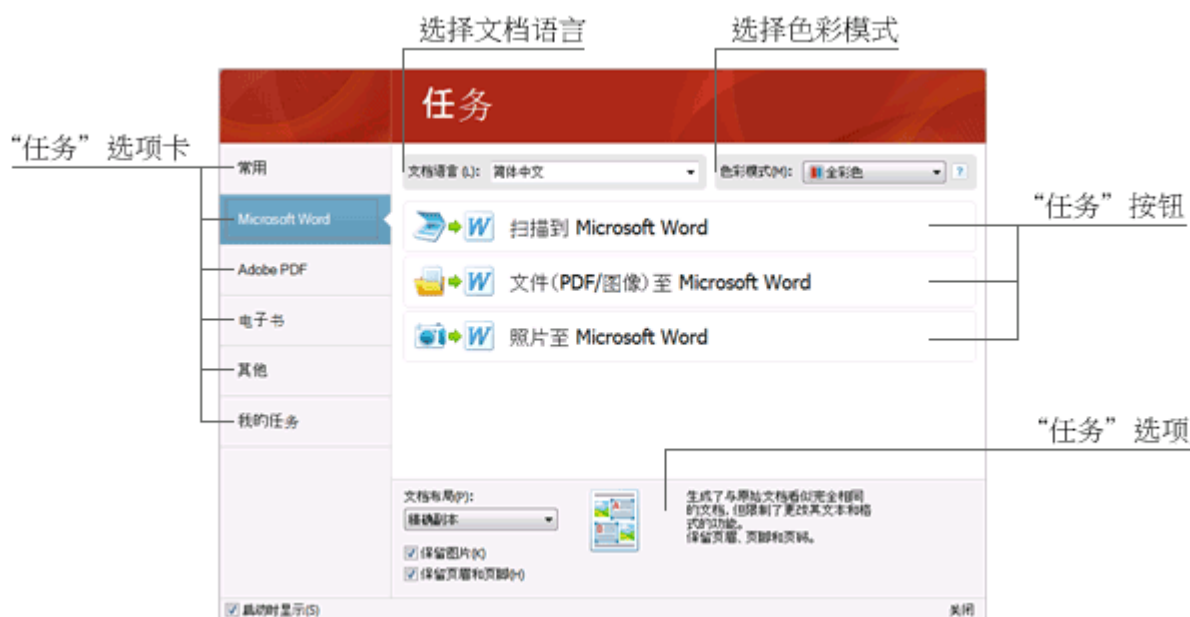 选择文档语言
选择色彩模式
任务
“任务”选项卡
常用
文档语言(L): 简体中文
色彩模式(M): 全彩色 ?
Microsoft Word
“任务”按钮
扫描到 Microsoft Word
Adobe PDF
文件(PDF/图像)至 Microsoft Word
电子书
照片至 Microsoft Word
其他
我的任务
“任务”选项
文档布局(P):
精确副本
保留图片(K)
保留页眉和页脚(H)
生成了与原始文档看似完全相同
的文档,但限制了更改其文本和格
式的功能。
保留页眉、页脚和页码。
启动时显示(S)
关闭